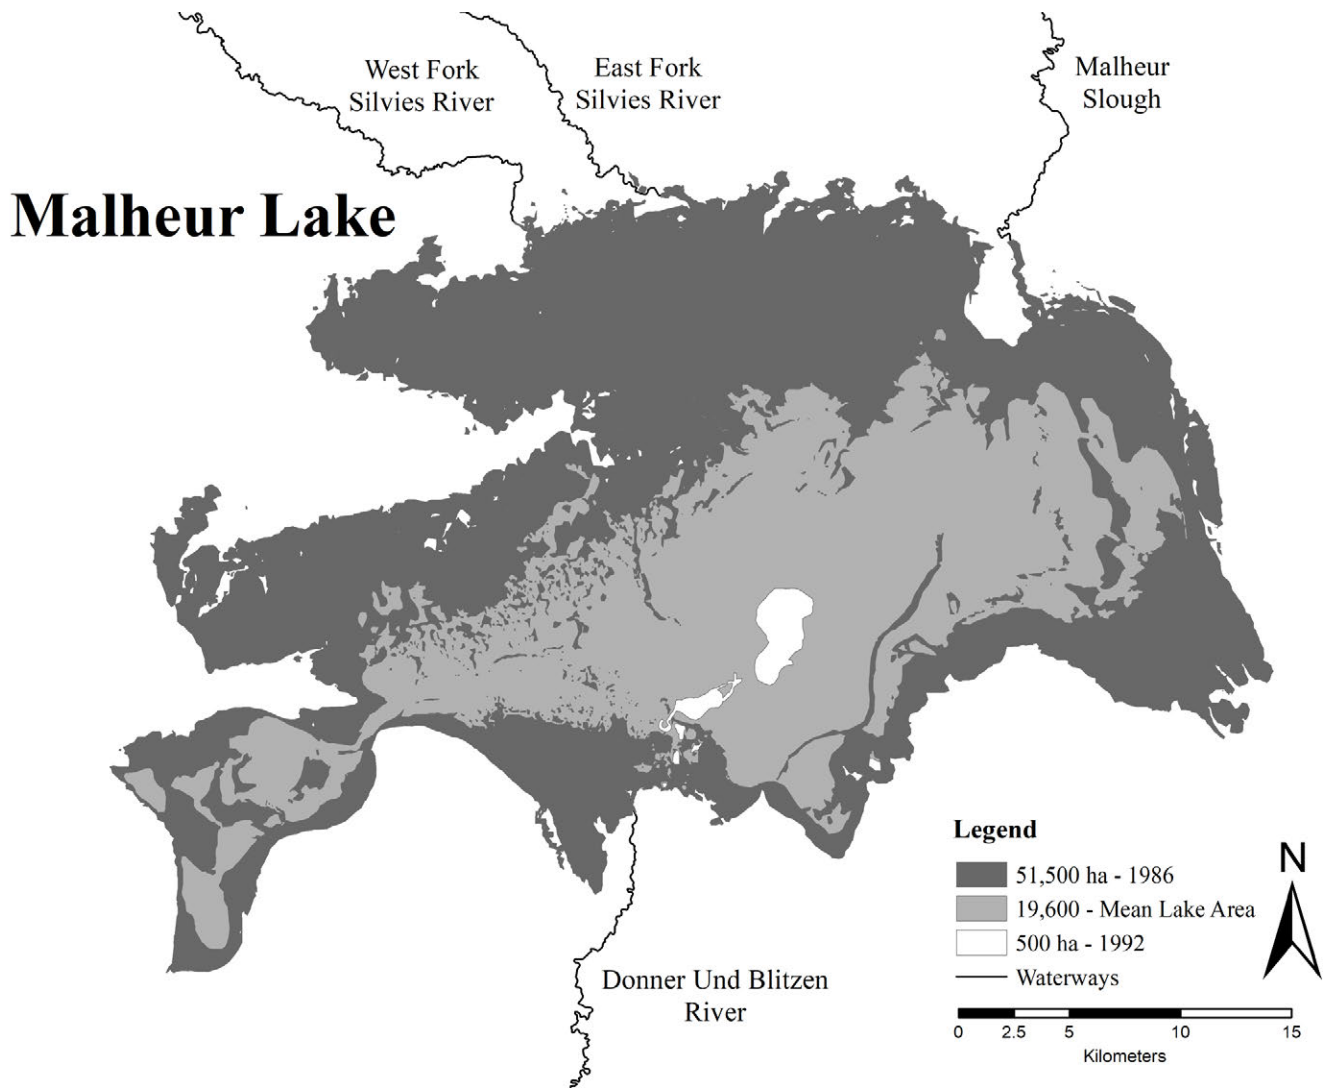 West Fork
Silvies River
East Fork
Silvies River
Malheur
Slough
Malheur Lake
Legend
51,500 ha - 1986
19,600 - Mean Lake Area
500 ha - 1992
Waterways
N
Donner Und Blitzen
River
0 2.5 5 10 15
Kilometers